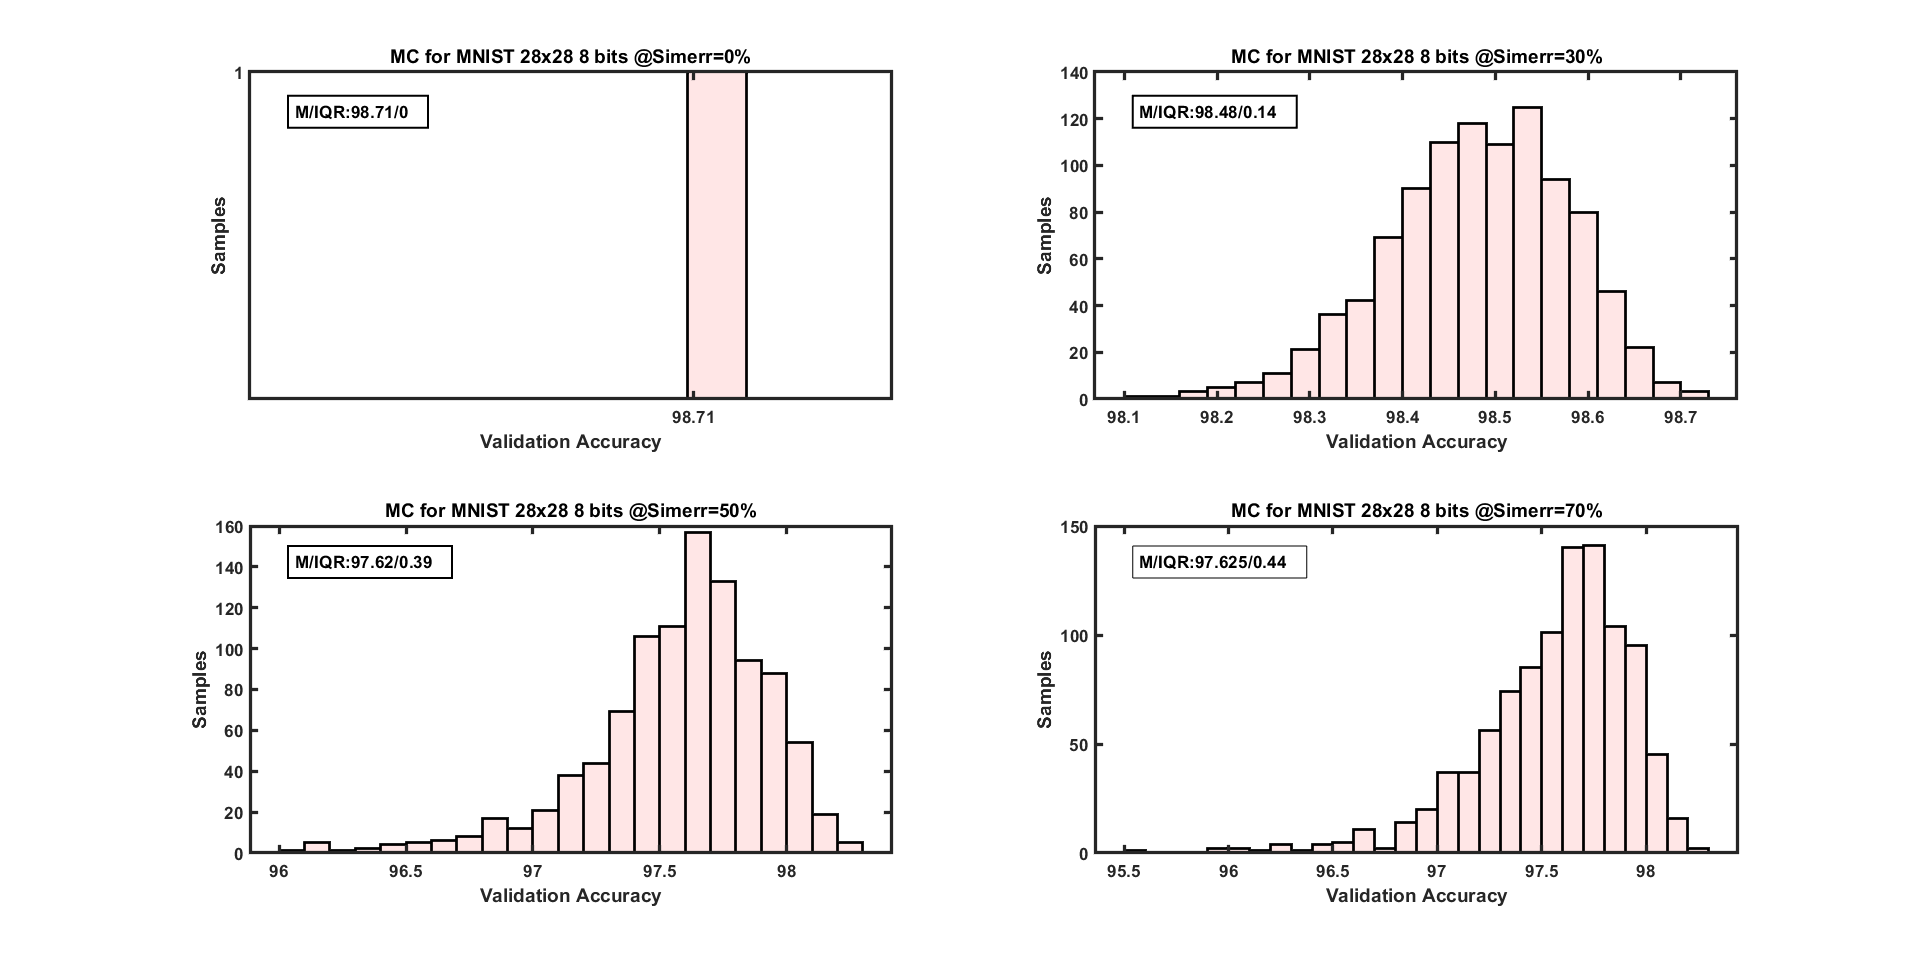 MC for MNIST 28x28 8 bits @Simerr=0%
1
M/IQR:98.71/0
Samples
98.71
Validation Accuracy
MC for MNIST 28x28 8 bits @Simerr=30%
140
120
100
80
60
40
20
0
M/IQR:98.48/0.14
Samples
98.1 98.2 98.3 98.4 98.5 98.6 98.7
Validation Accuracy
MC for MNIST 28x28 8 bits @Simerr=50%
160
140
120
100
80
60
40
20
0
M/IQR:97.62/0.39
Samples
96 96.5 97 97.5 98
Validation Accuracy
MC for MNIST 28x28 8 bits @Simerr=70%
150
100
50
0
M/IQR:97.625/0.44
Samples
95.5 96 96.5 97 97.5 98
Validation Accuracy